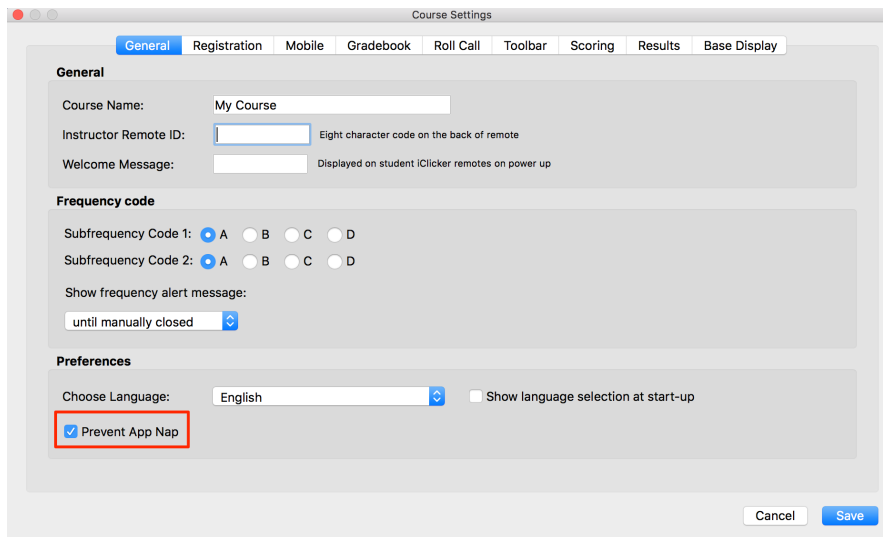 Course Settings
General Registration Mobile Gradebook Roll Call Toolbar Scoring Results Base Display
General
Course Name: My Course
Instructor Remote ID: Eight character code on the back of remote
Welcome Message: Displayed on student iClicker remotes on power up
Frequency code
Subfrequency Code 1: A B C D
Subfrequency Code 2: A B C D
Show frequency alert message:
until manually closed
Preferences
Choose Language: English Show language selection at start-up
Prevent App Nap
Cancel Save